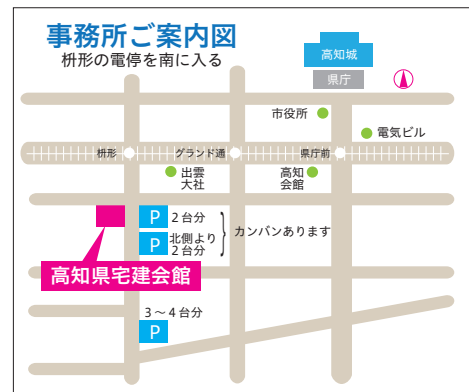 事務所ご案内図
枡形の電停を南に入る
高知城
県庁
市役所
電気ビル
枡形
グランド通
県庁前
出雲
大社
高知
会館
P
2台分
P
北側より
2台分
カンバンあります
高知県宅建会館
3〜4台分
P